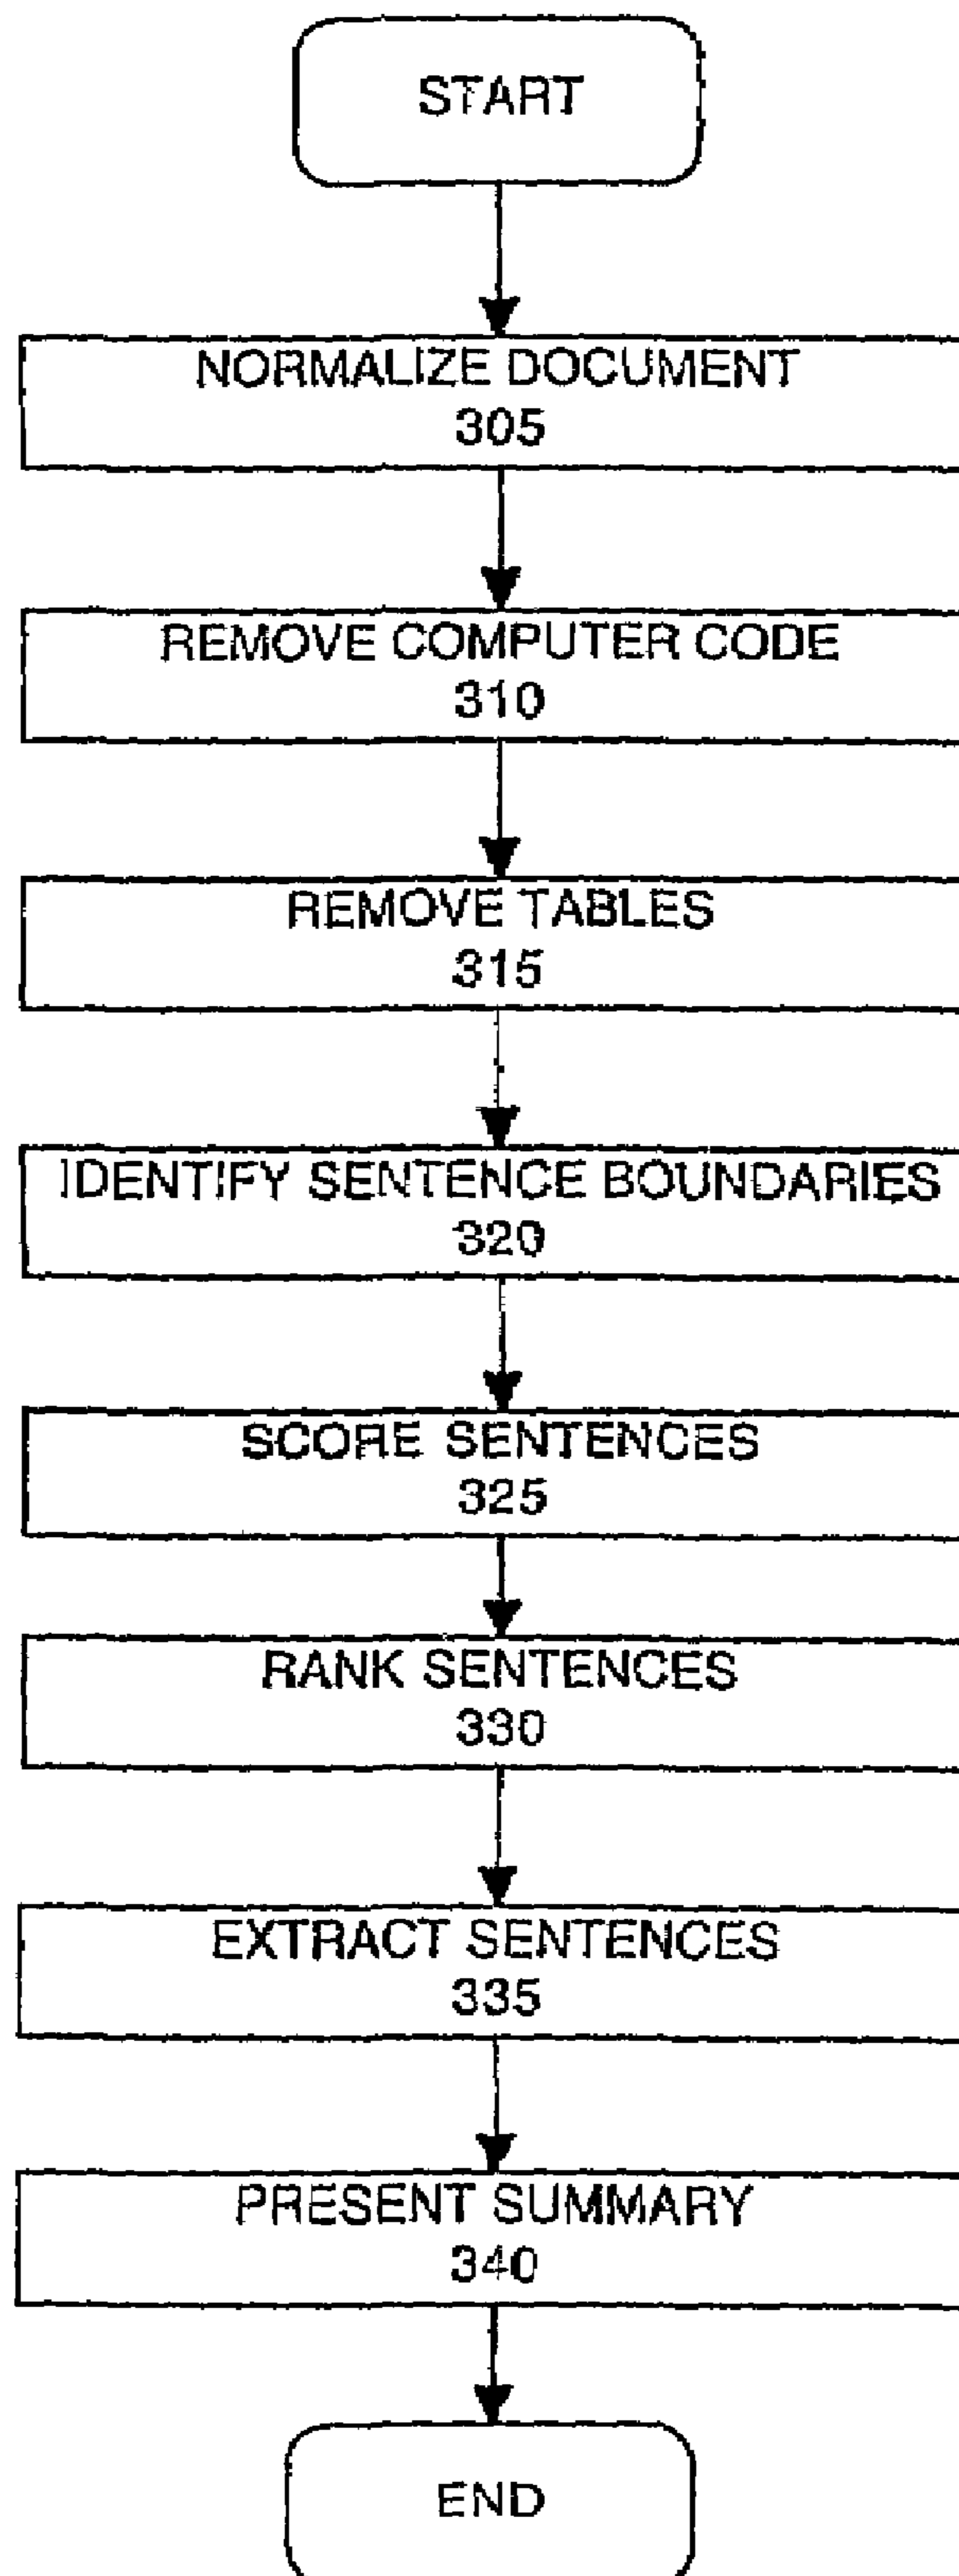 START
NORMALIZE DOCUMENT
305
REMOVE COMPUTER CODE
310
REMOVE TABLES
315
IDENTIFY SENTENCE BOUNDARIES
320
SCORE SENTENCES
325
RANK SENTENCES
330
EXTRACT SENTENCES
335
PRESENT SUMMARY
340
END